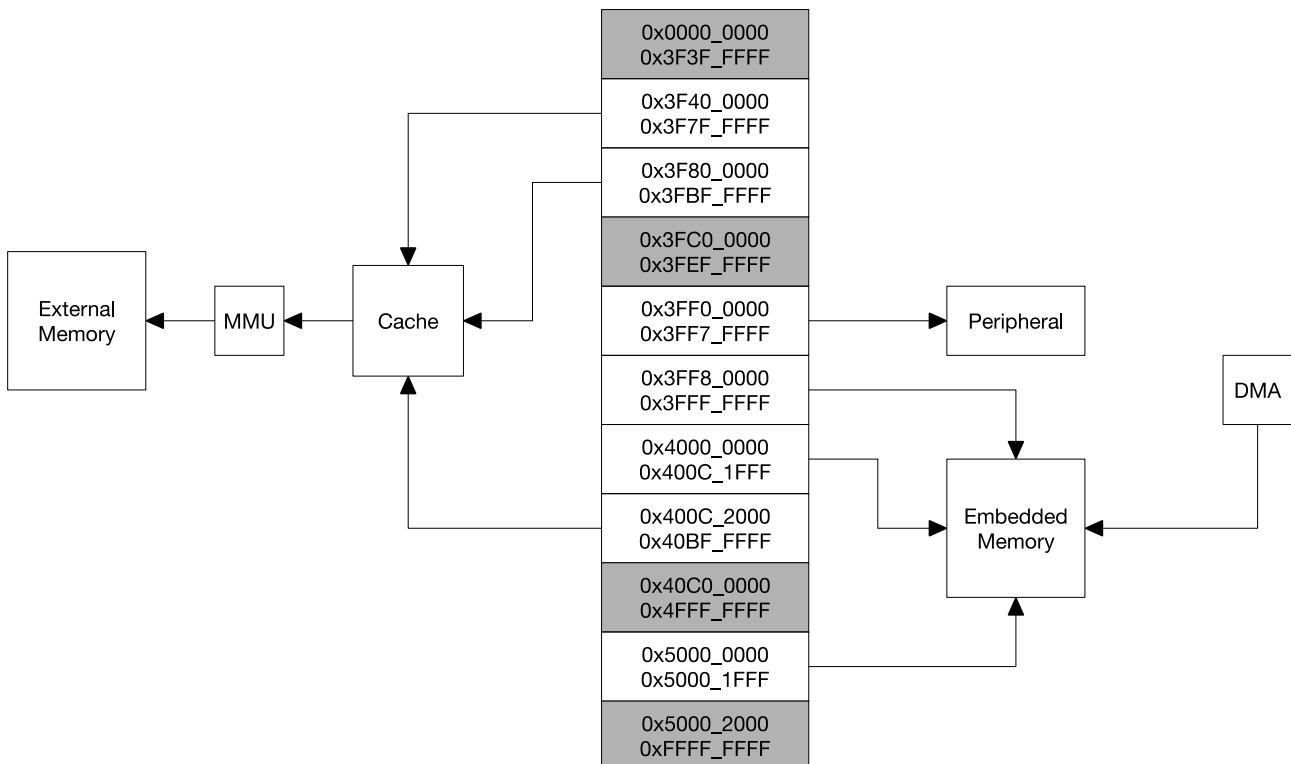 0x0000_0000
0x3F3F_FFFF
0x3F40_0000
0x3F7F_FFFF
0x3F80_0000
0x3FBF_FFFF
0x3FC0_0000
0x3FEF_FFFF
0x3FF0_0000
0x3FF7_FFFF
0x3FF8_0000
0x3FFF_FFFF
0x4000_0000
0x400C_1FFF
0x400C_2000
0x40BF_FFFF
0x40C0_0000
0x4FFF_FFFF
0x5000_0000
0x5000_1FFF
0x5000_2000
0xFFFF_FFFF
External
Memory
MMU
Cache
Peripheral
DMA
Embedded
Memory